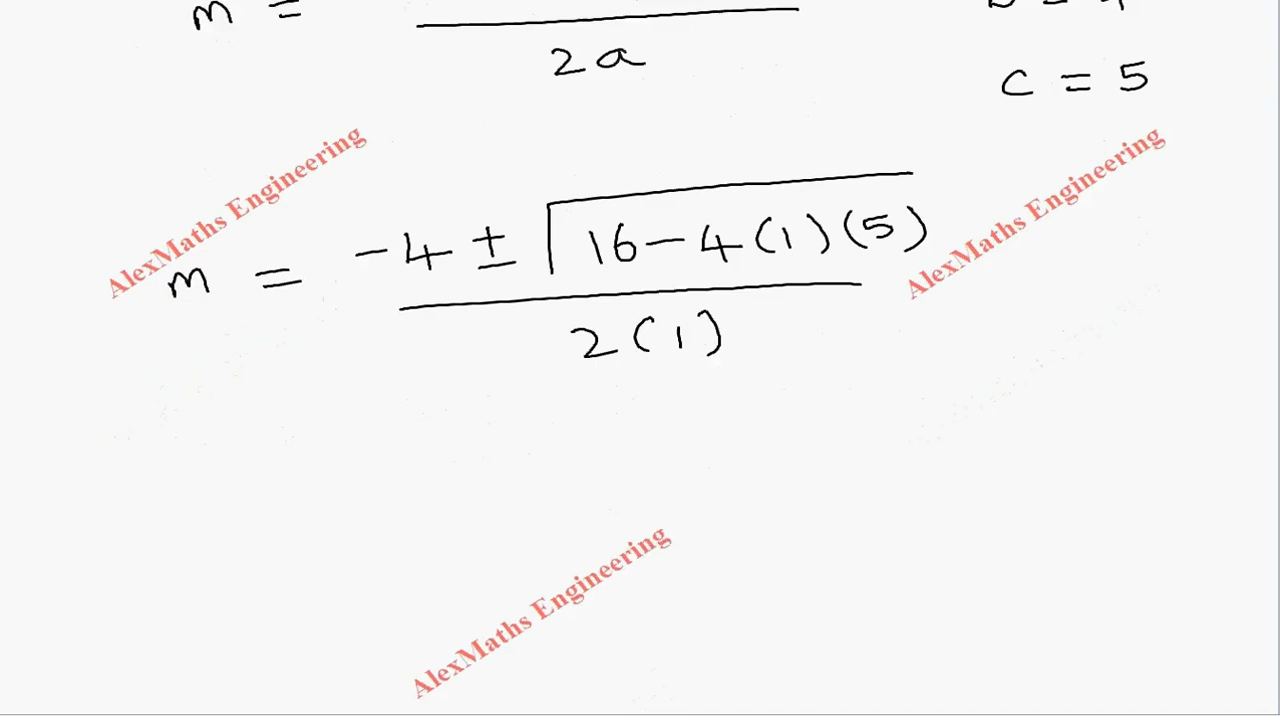 m =
2a
c = 5
m = -4 ± √16-4(1)(5)
2(1)
AlexMaths Engineering
AlexMaths Engineering
AlexMaths Engineering